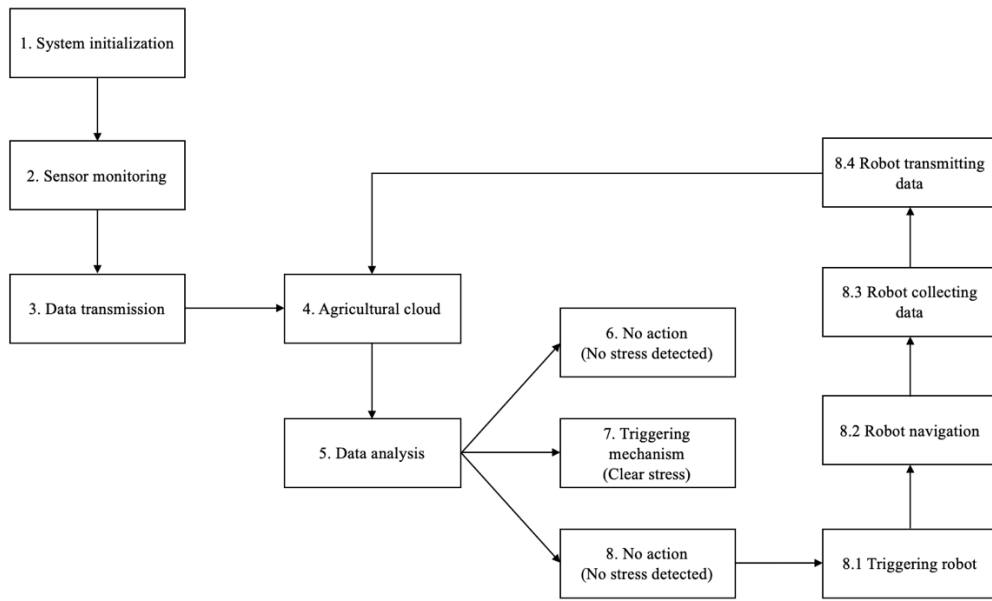 1. System initialization
2. Sensor monitoring
3. Data transmission
4. Agricultural cloud
5. Data analysis
6. No action
(No stress detected)
7. Triggering
mechanism
(Clear stress)
8. No action
(No stress detected)
8.1 Triggering robot
8.2 Robot navigation
8.3 Robot collecting
data
8.4 Robot transmitting
data